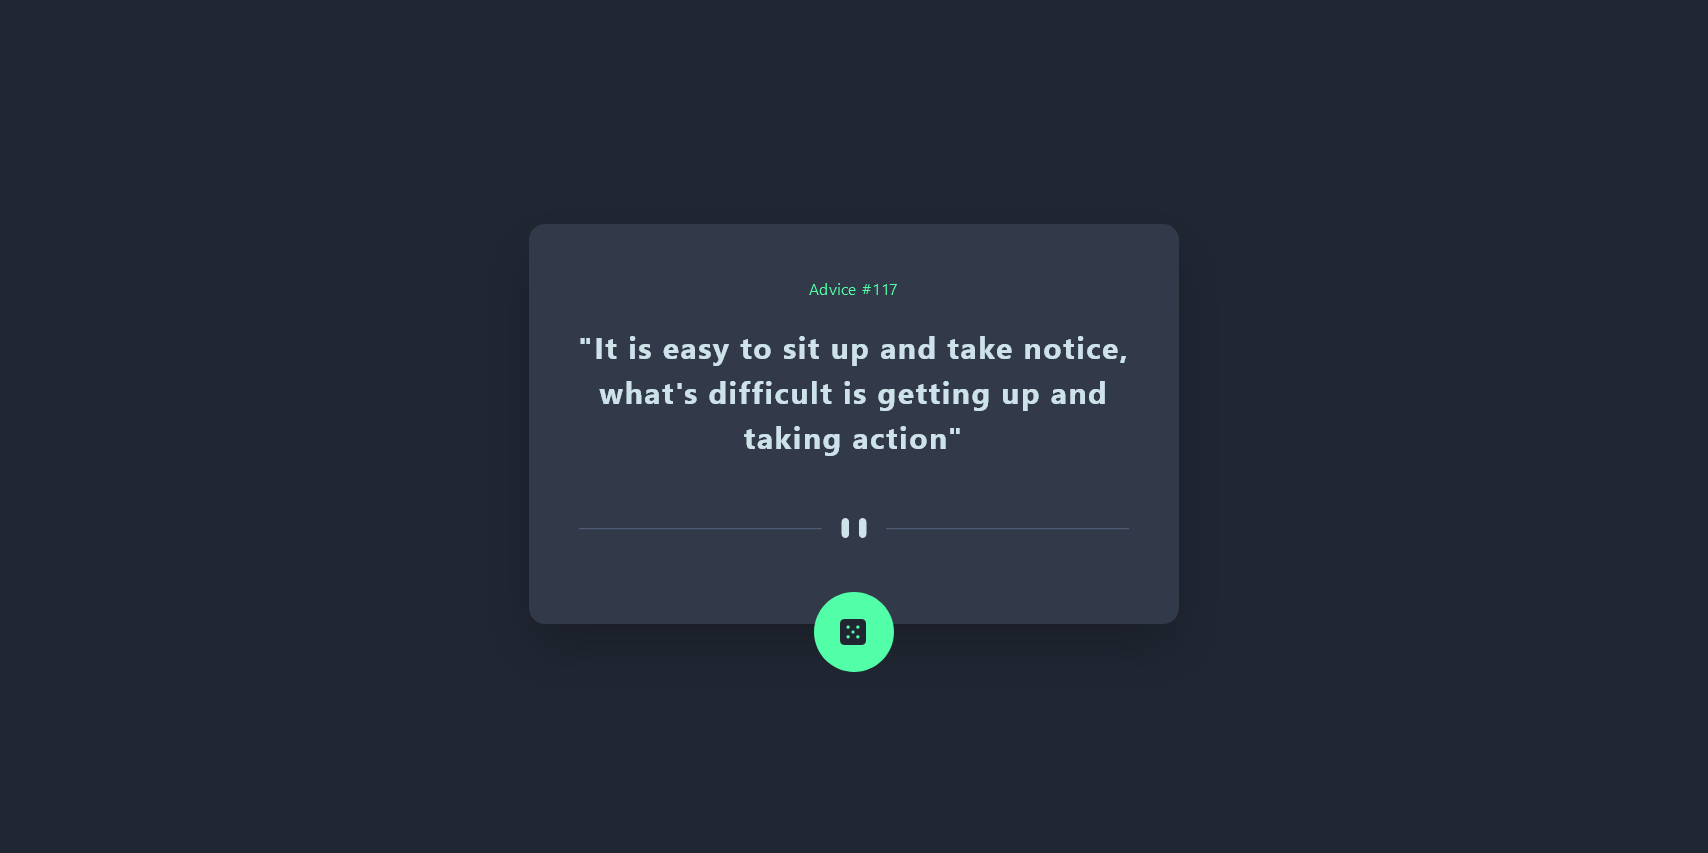 Advice #117
"It is easy to sit up and take notice,
what's difficult is getting up and
taking action"